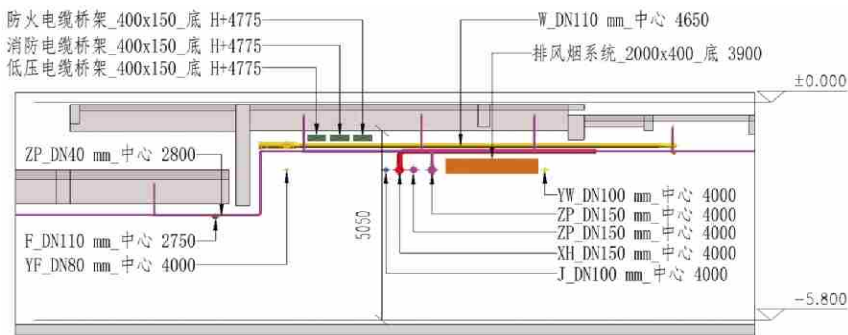 防火电缆桥架_400x150_底 H+4775
消防电缆桥架_400x150_底 H+4775
低压电缆桥架_400x150_底 H+4775
W_DN110 mm_中心 4650
排风烟系统_2000x400_底 3900
±0.000
ZP_DN40 mm_中心 2800
F_DN110 mm_中心 2750
YF_DN80 mm_中心 4000
5050
YW_DN100 mm_中心 4000
ZP_DN150 mm_中心 4000
ZP_DN150 mm_中心 4000
XH_DN150 mm_中心 4000
J_DN100 mm_中心 4000
-5.800